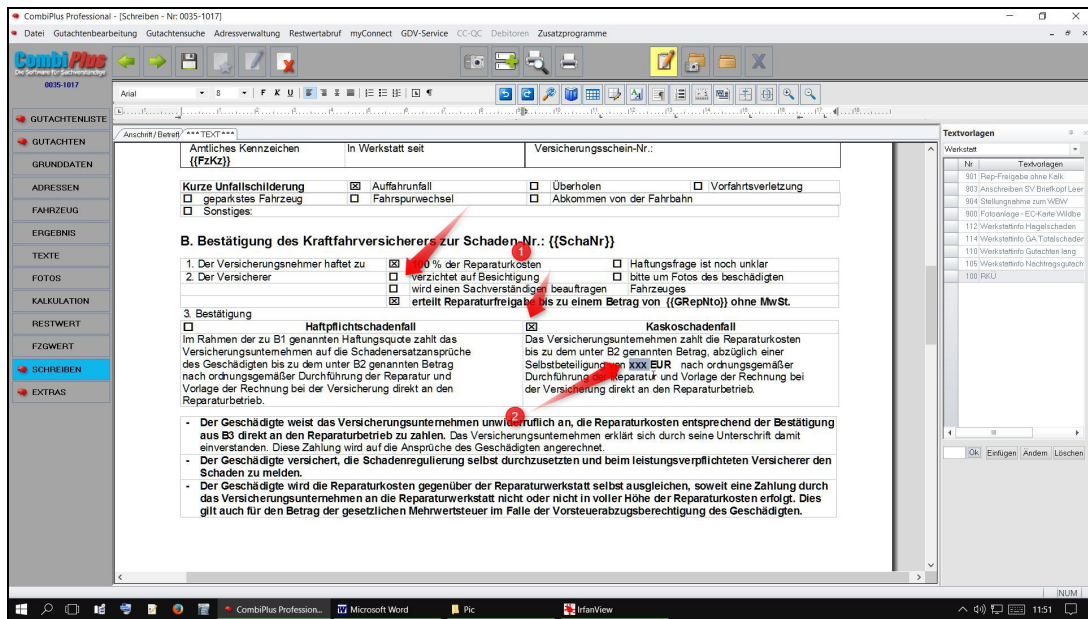 CombiPlus Professional - [Schreiben - Nr: 0035-1017]
Datei Gutachtenbearbeitung Gutachtensuche Adressverwaltung Restwertabruf myConnect GDV-Service CC-QC Debitoren Zusatzprogramme
CombiPlus
Die Software für Sachverständige
0035-1017
Arial 8 F K U
GUTACHTENLISTE
GUTACHTEN
GRUNDDATEN
ADRESSEN
FAHRZEUG
ERGEBNIS
TEXTE
FOTOS
KALKULATION
RESTWERT
FZGWERT
SCHREIBEN
EXTRAS
Anschrift/Betreff *** TEXT ***
Amtliches Kennzeichen In Werkstatt seit Versicherungsschein-Nr.:
{{FzKz}}
Kurze Unfallschilderung Auffahrunfall Überholen Vorfahrtsverletzung
geparkstes Fahrzeug Fahrspurwechsel Abkommen von der Fahrbahn
Sonstiges:
B. Bestätigung des Kraftfahrversicherers zur Schaden-Nr.: {{SchaNr}}
1
1. Der Versicherungsnehmer haftet zu 100 % der Reparaturkosten Haftungsfrage ist noch unklar
2. Der Versicherer verzichtet auf Besichtigung bitte um Fotos des beschädigten
wird einen Sachverständigen beauftragen Fahrzeuges
erteilt Reparaturfreigabe bis zu einem Betrag von {{GRepNto}} ohne MwSt.
3. Bestätigung
Haftpflichtschadenfall Kaskoschadenfall
Im Rahmen der zu B1 genannten Haftungsquote zahlt das
Versicherungsunternehmen auf die Schadenersatzansprüche
des Geschädigten bis zu dem unter B2 genannten Betrag
nach ordnungsgemäßer Durchführung der Reparatur und
Vorlage der Rechnung bei der Versicherung direkt an den
Reparaturbetrieb.
Das Versicherungsunternehmen zahlt die Reparaturkosten
bis zu dem unter B2 genannten Betrag, abzüglich einer
Selbstbeteiligung von xxx EUR nach ordnungsgemäßer
Durchführung der Reparatur und Vorlage der Rechnung bei
der Versicherung direkt an den Reparaturbetrieb.
2
- Der Geschädigte weist das Versicherungsunternehmen unwiderruflich an, die Reparaturkosten entsprechend der Bestätigung
aus B3 direkt an den Reparaturbetrieb zu zahlen. Das Versicherungsunternehmen erklärt sich durch seine Unterschrift damit
einverstanden. Diese Zahlung wird auf die Ansprüche des Geschädigten angerechnet.
- Der Geschädigte versichert, die Schadenregulierung selbst durchzusetzten und beim leistungsverpflichteten Versicherer den
Schaden zu melden.
- Der Geschädigte wird die Reparaturkosten gegenüber der Reparaturwerkstatt selbst ausgleichen, soweit eine Zahlung durch
das Versicherungsunternehmen an die Reparaturwerkstatt nicht oder nicht in voller Höhe der Reparaturkosten erfolgt. Dies
gilt auch für den Betrag der gesetzlichen Mehrwertsteuer im Falle der Vorsteuerabzugsberechtigung des Geschädigten.
Textvorlagen
Werkstatt
Nr Textvorlagen
901 Rep-Freigabe ohne Kalk.
903 Anschreiben SV Briefkopf Leer
904 Stellungnahme zum WBW
900 Fotoanlage - EC-Karte Wildbe
112 Werkstattinfo Hagelschaden
114 Werkstattinfo GA Totalschader
110 Werkstattinfo Gutachten lang
105 Werkstattinfo Nachtragsgutach
100 RKÜ
Ok Einfügen Ändern Löschen
NUM
CombiPlus Profession... Microsoft Word Pic IrfanView 11:51